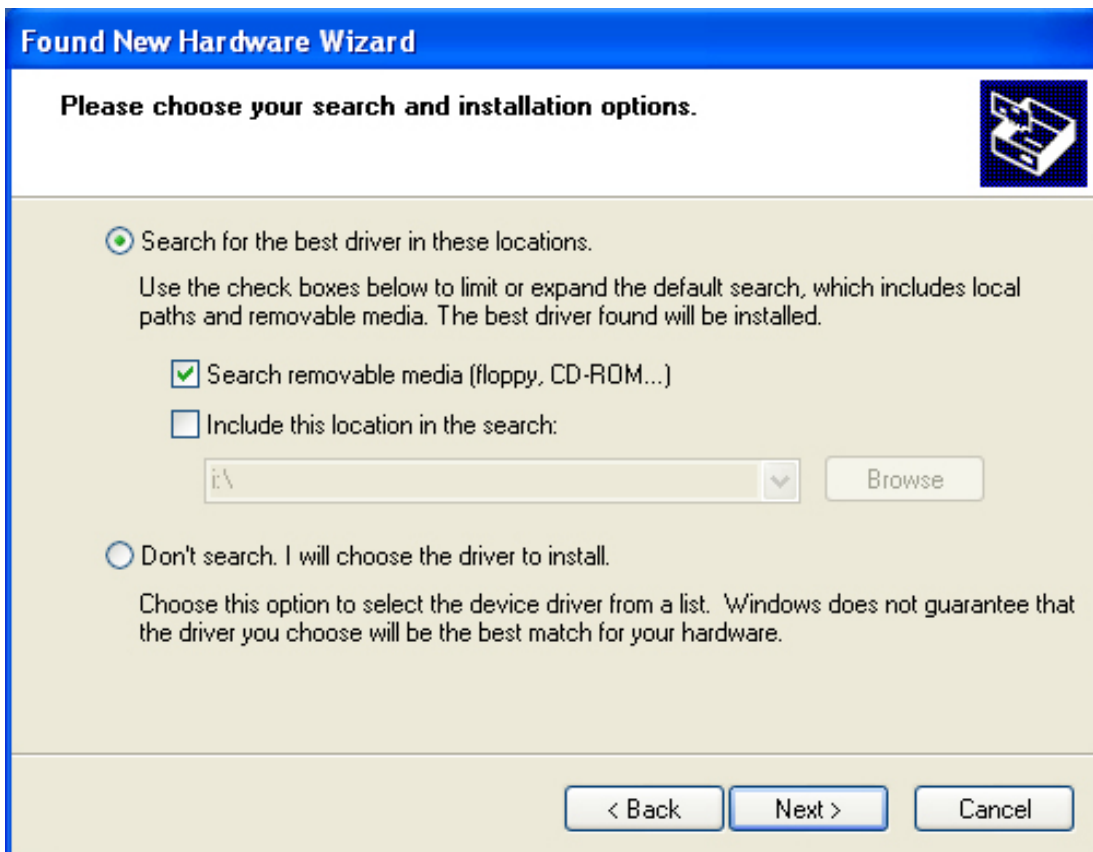 Found New Hardware Wizard
Please choose your search and installation options.
Search for the best driver in these locations.
Use the check boxes below to limit or expand the default search, which includes local
paths and removable media. The best driver found will be installed.
Search removable media (floppy, CD-ROM...)
Include this location in the search:
i:\
Browse
Don't search. I will choose the driver to install.
Choose this option to select the device driver from a list. Windows does not guarantee that
the driver you choose will be the best match for your hardware.
< Back Next > Cancel